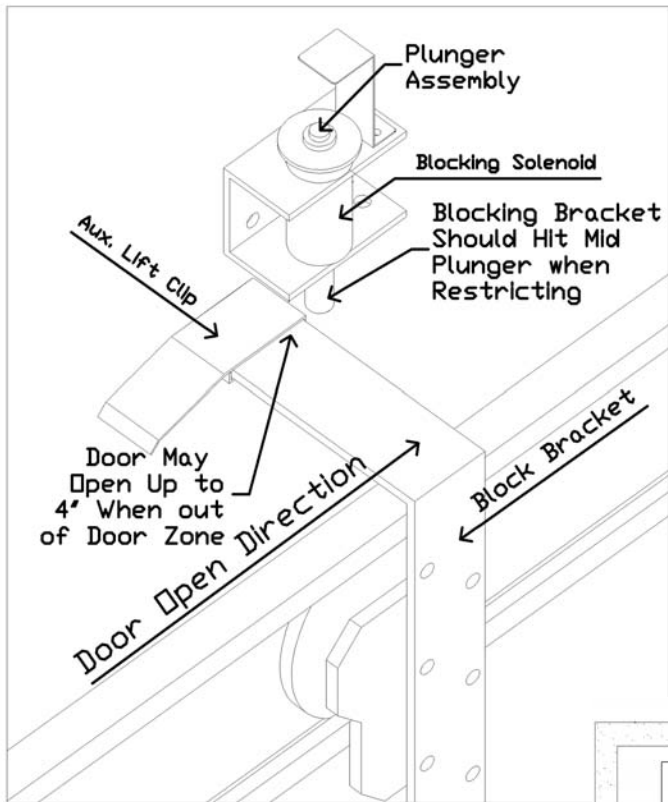 Plunger
Assembly
Blocking Solenoid
Blocking Bracket
Should Hit Mid
Plunger when
Restricting
Aux. Lift Clip
Door May
Open Up to
4" When out
of Door Zone
Door Open Direction
Block Bracket